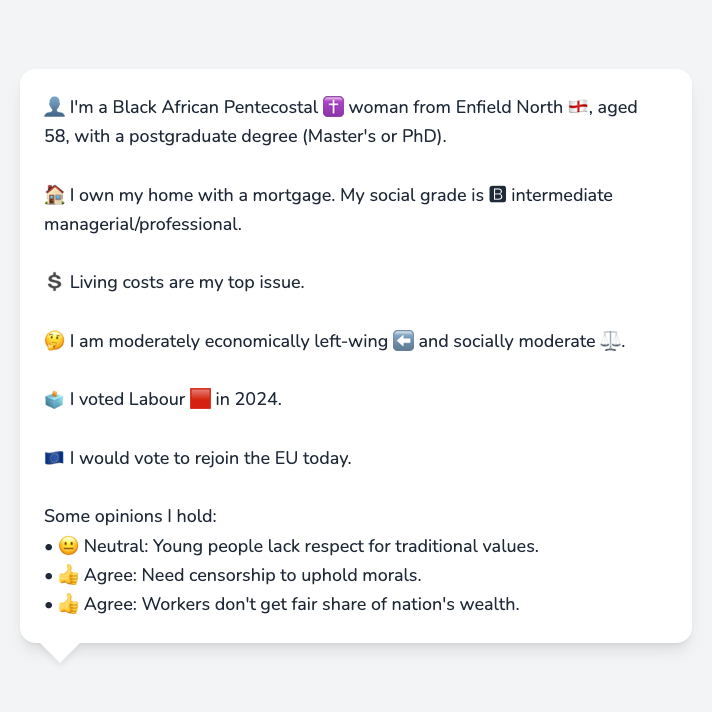 👤 I'm a Black African Pentecostal ✝️ woman from Enfield North 🏴󠁧󠁢󠁥󠁮󠁧󠁿, aged
58, with a postgraduate degree (Master's or PhD).
🏠 I own my home with a mortgage. My social grade is 🅱 intermediate
managerial/professional.
💲 Living costs are my top issue.
🤔 I am moderately economically left-wing ⬅️ and socially moderate ⚖️.
🗳️ I voted Labour 🟥 in 2024.
🇪🇺 I would vote to rejoin the EU today.
Some opinions I hold:
• 😐 Neutral: Young people lack respect for traditional values.
• 👍 Agree: Need censorship to uphold morals.
• 👍 Agree: Workers don't get fair share of nation's wealth.